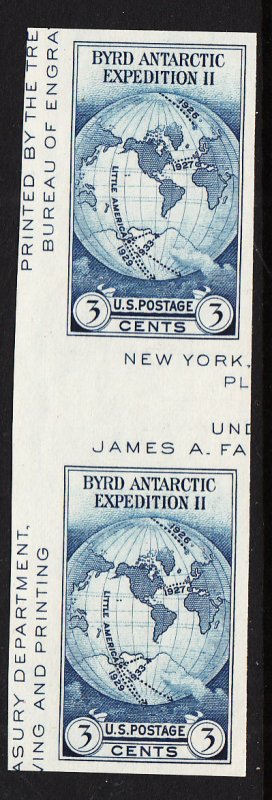 PRINTED BY THE TRE
BUREAU OF ENGRA
BYRD ANTARCTIC
EXPEDITION II
1926
1927
LITTLE AMERICA
1929
1933
3 U.S. POSTAGE 3
CENTS
NEW YORK,
PL
UND
JAMES A. FA
ASURY DEPARTMENT,
VING AND PRINTING
BYRD ANTARCTIC
EXPEDITION II
1926
1927
LITTLE AMERICA
1929
1933
3 U.S. POSTAGE 3
CENTS